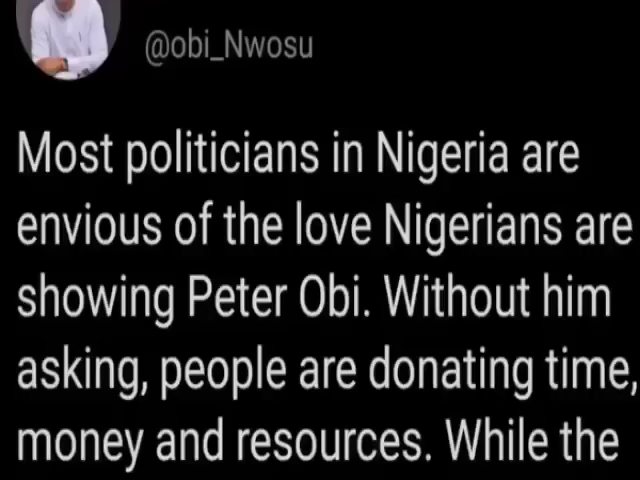 @obi_Nwosu
Most politicians in Nigeria are
envious of the love Nigerians are
showing Peter Obi. Without him
asking, people are donating time,
money and resources. While the